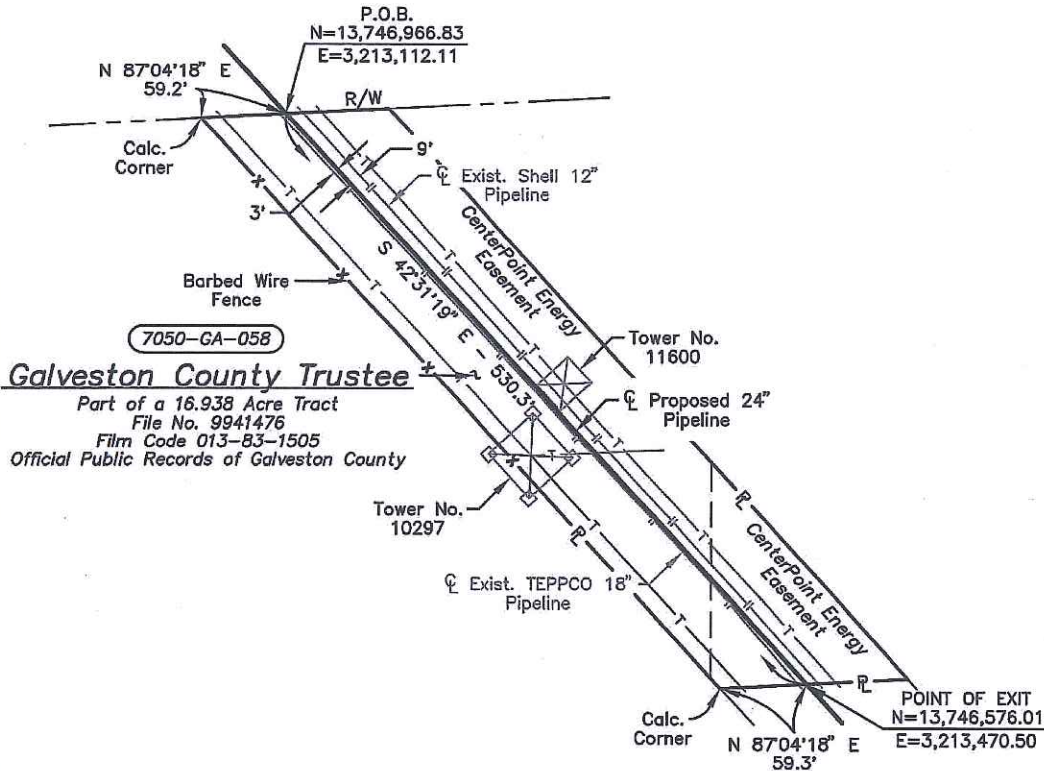 P.O.B.
N=13,746,966.83
E=3,213,112.11
N 87°04'18" E
59.2'
R/W
Calc.
Corner
9'
℄ Exist. Shell 12"
Pipeline
3'
CenterPoint Energy
Easement
S 42°31'19" E - 530.3'
Barbed Wire
Fence
7050-GA-058
Galveston County Trustee
Part of a 16.938 Acre Tract
File No. 9941476
Film Code 013-83-1505
Official Public Records of Galveston County
Tower No.
11600
℄ Proposed 24"
Pipeline
Tower No.
10297
℄ Exist. TEPPCO 18"
Pipeline
CenterPoint Energy
Easement
POINT OF EXIT
N=13,746,576.01
E=3,213,470.50
Calc.
Corner
N 87°04'18" E
59.3'
X
X
X
X
T
T
T
T
T
T
T
T
T
T
PL
PL
PL